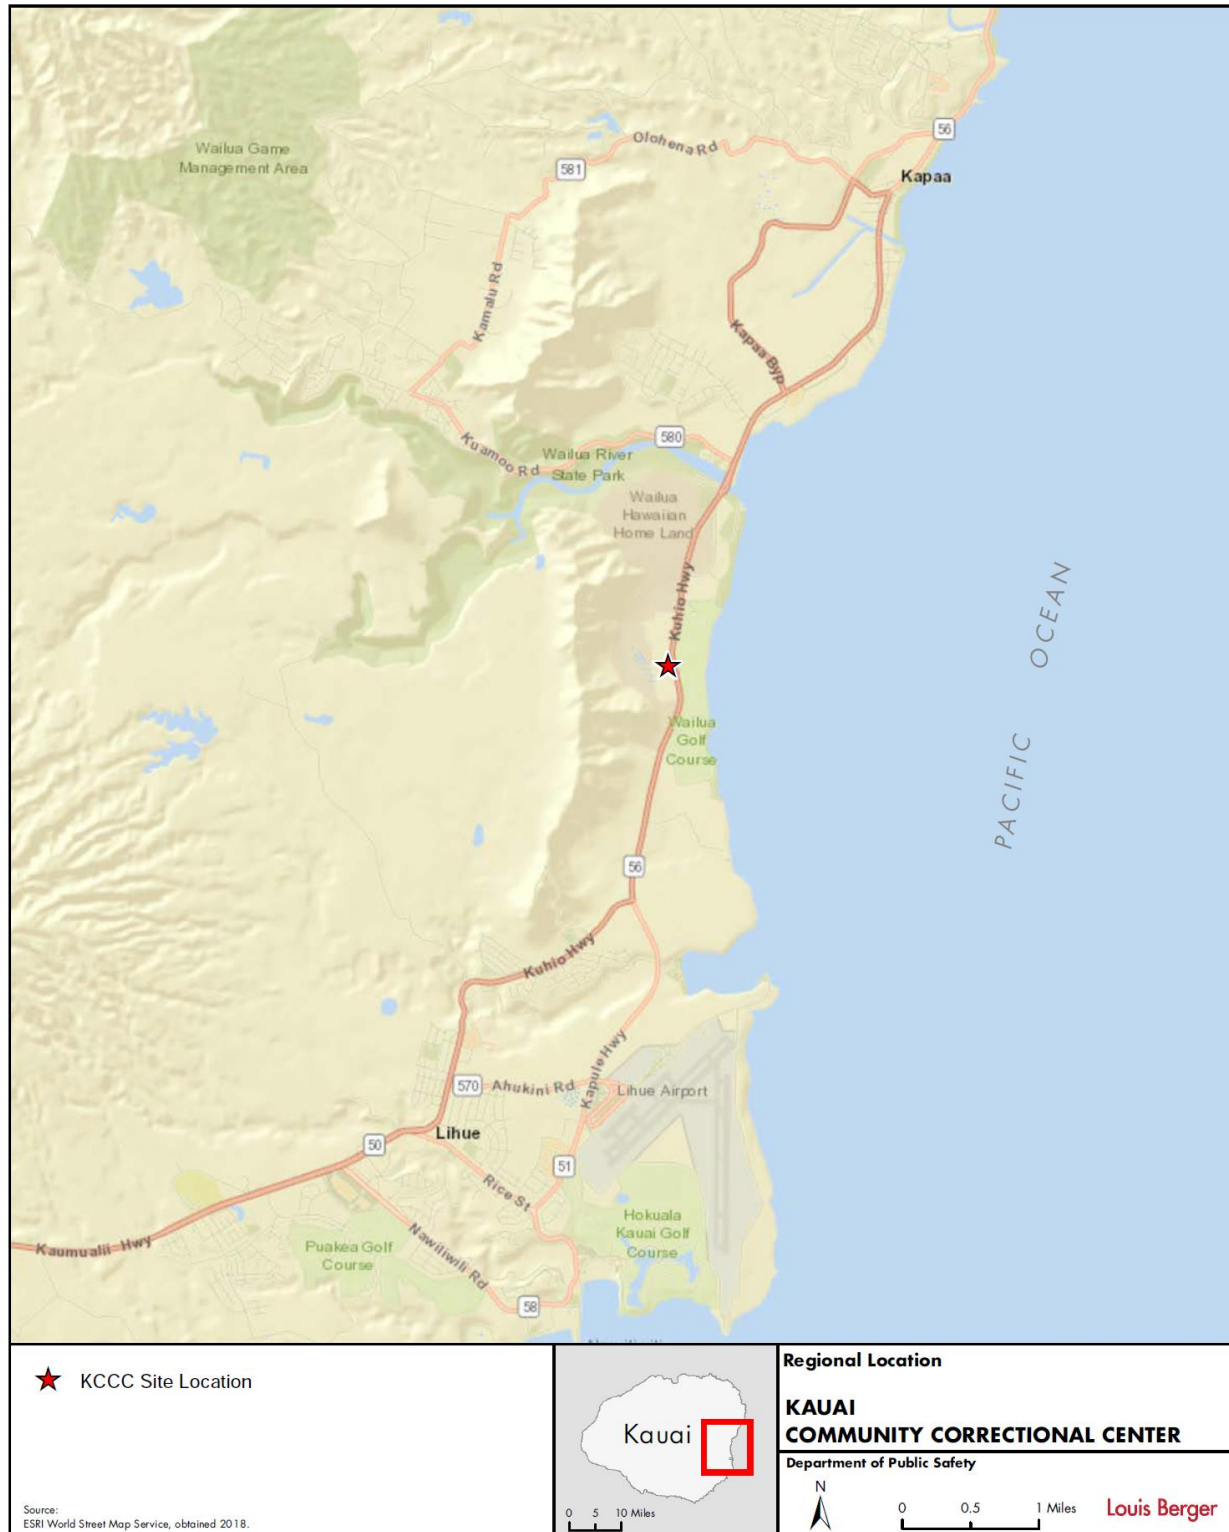 56
Olohena Rd
Wailua Game
Management Area
581
Kapaa
Kamalu Rd
Kapaa Byp
580
Kuamoo Rd
Wailua River
State Park
Wailua
Hawaiian
Home Land
Kuhio Hwy
PACIFIC OCEAN
Wailua
Golf
Course
56
Kuhio Hwy
Kapule Hwy
570
Ahukini Rd
Lihue Airport
Lihue
50
51
Rice St
Hokuala
Kauai Golf
Course
Kaumualii Hwy
Puakea Golf
Course
Nawiliwili Rd
58
KCCC Site Location
Source:
ESRI World Street Map Service, obtained 2018.
Kauai
0 5 10 Miles
Regional Location
KAUAI
COMMUNITY CORRECTIONAL CENTER
Department of Public Safety
N
0 0.5 1 Miles
Louis Berger